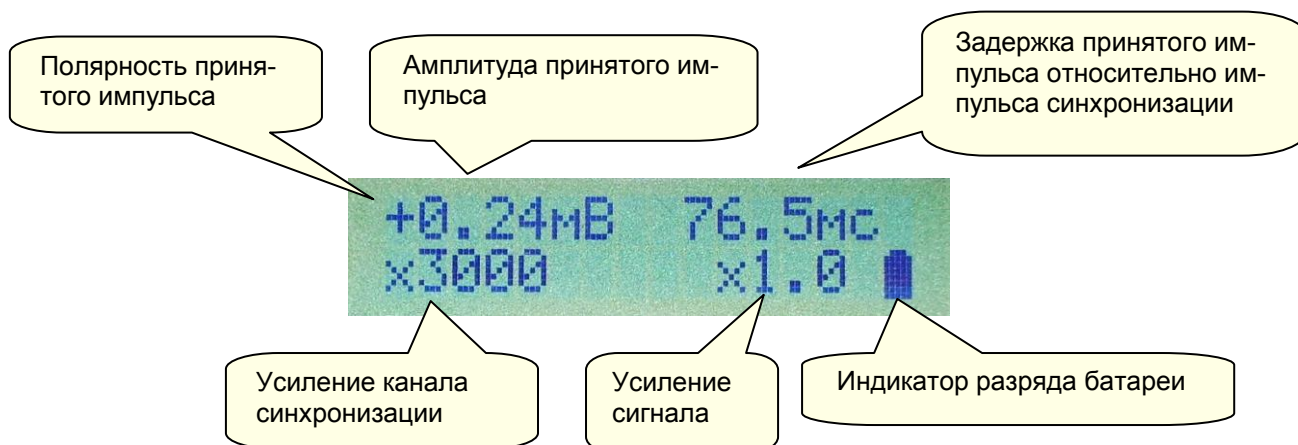 Полярность приня-
того импульса
Амплитуда принятого им-
пульса
Задержка принятого им-
пульса относительно им-
пульса синхронизации
+0.24мВ 76.5мс
x3000 x1.0
Усиление канала
синхронизации
Усиление
сигнала
Индикатор разряда батареи